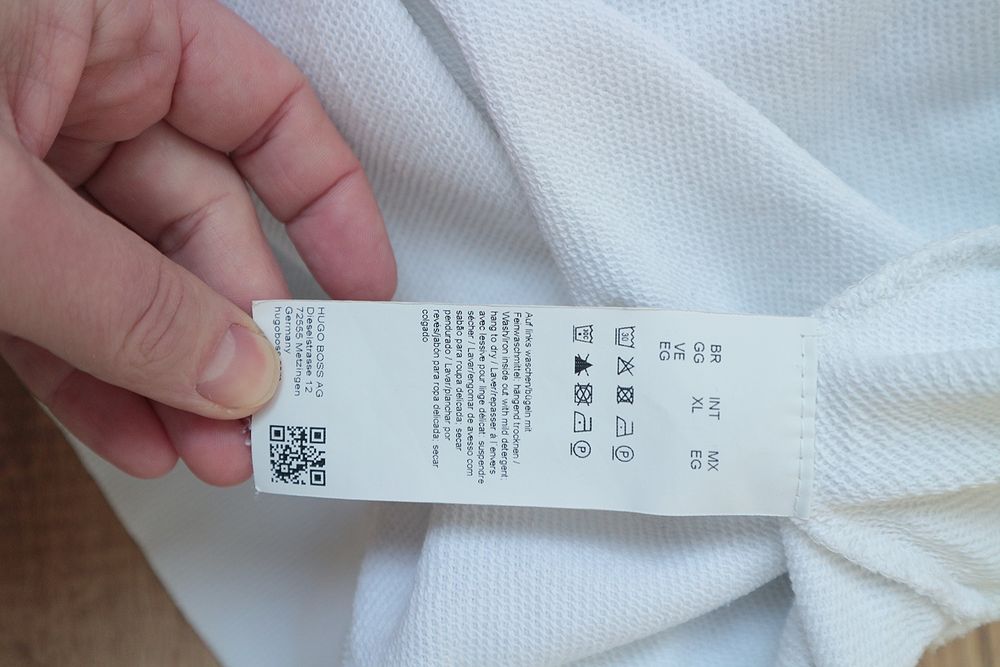 BR INT MX
GG XL EG
VE
EG
30 P
P
Auf links waschen/bügeln mit
Feinwaschmittel; hängend trocknen /
Wash/iron inside out with mild detergent;
hang to dry / Laver/repasser à l'envers
avec lessive pour linge délicat; suspendre
sécher / Lavar/engomar de avesso com
sabão para roupa delicada; secar
pendurado / Lavar/planchar por
revés/jabón para ropa delicada; secar
colgado
HUGO BOSS AG
Dieselstrasse 12
72555 Metzingen
Germany
hugoboss